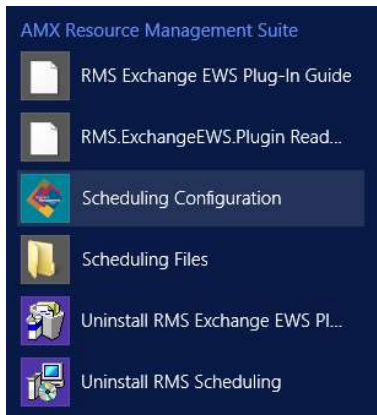 AMX Resource Management Suite
RMS Exchange EWS Plug-In Guide
RMS.ExchangeEWS.Plugin Read...
Scheduling Configuration
Scheduling Files
Uninstall RMS Exchange EWS Pl...
Uninstall RMS Scheduling